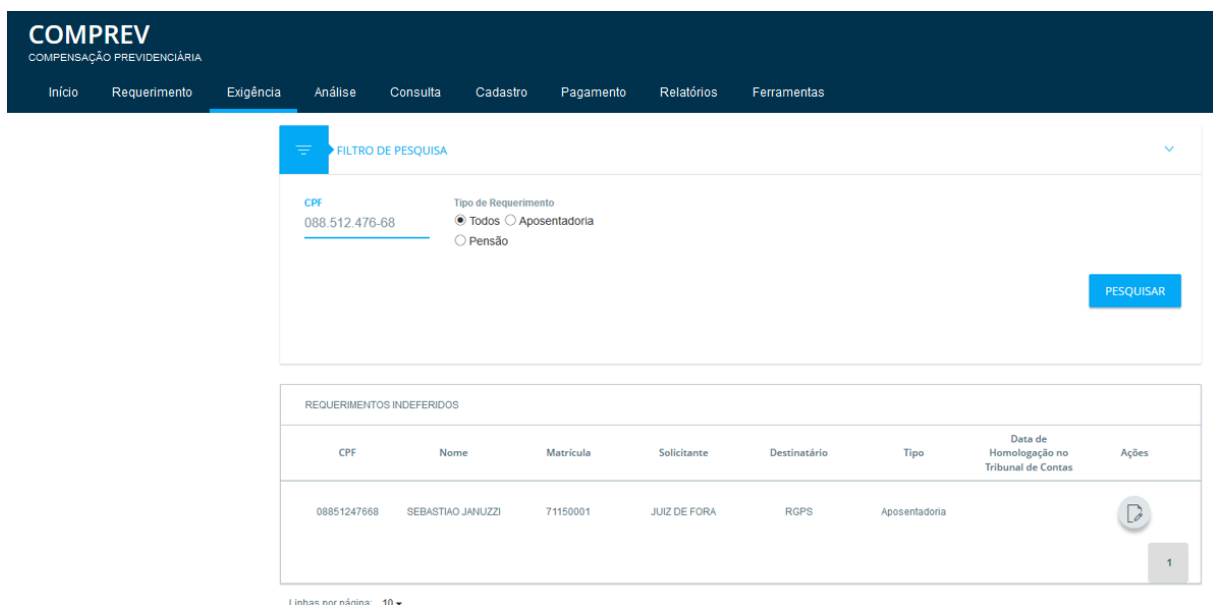 COMPREV
COMPENSAÇÃO PREVIDENCIÁRIA
Início Requerimento Exigência Análise Consulta Cadastro Pagamento Relatórios Ferramentas
FILTRO DE PESQUISA
CPF Tipo de Requerimento
088.512.476-68 Todos Aposentadoria
Pensão
PESQUISAR
REQUERIMENTOS INDEFERIDOS
CPF Nome Matrícula Solicitante Destinatário Tipo Data de Homologação no Tribunal de Contas Ações
08851247668 SEBASTIAO JANUZZI 71150001 JUIZ DE FORA RGPS Aposentadoria
1
Linhas por página: 10